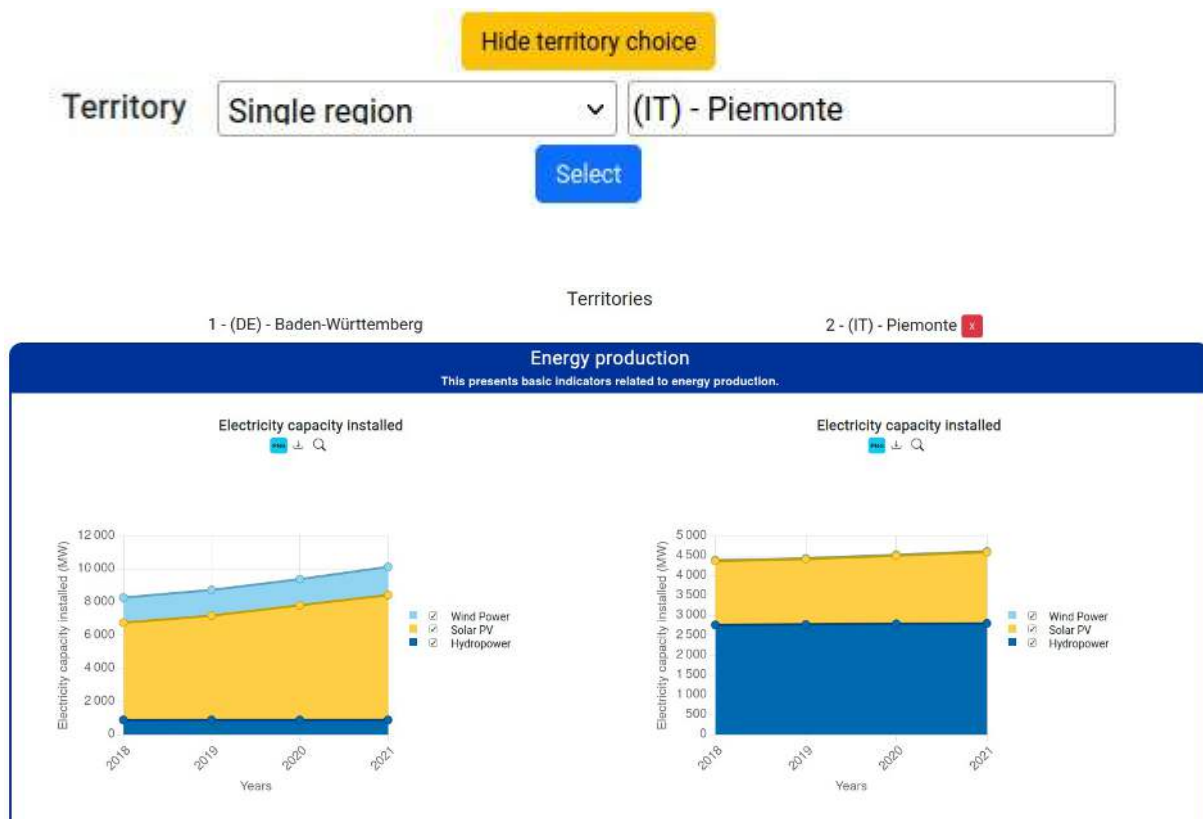 Hide territory choice
Territory Single region (IT) - Piemonte
Select
Territories
1 - (DE) - Baden-Württemberg 2 - (IT) - Piemonte x
Energy production
This presents basic indicators related to energy production.
Electricity capacity installed
PNG
Electricity capacity installed (MW)
12 000
10 000
8 000
6 000
4 000
2 000
0
2018 2019 2020 2021
Years
Wind Power
Solar PV
Hydropower
Electricity capacity installed
PNG
Electricity capacity installed (MW)
5 000
4 500
4 000
3 500
3 000
2 500
2 000
1 500
1 000
500
0
2018 2019 2020 2021
Years
Wind Power
Solar PV
Hydropower